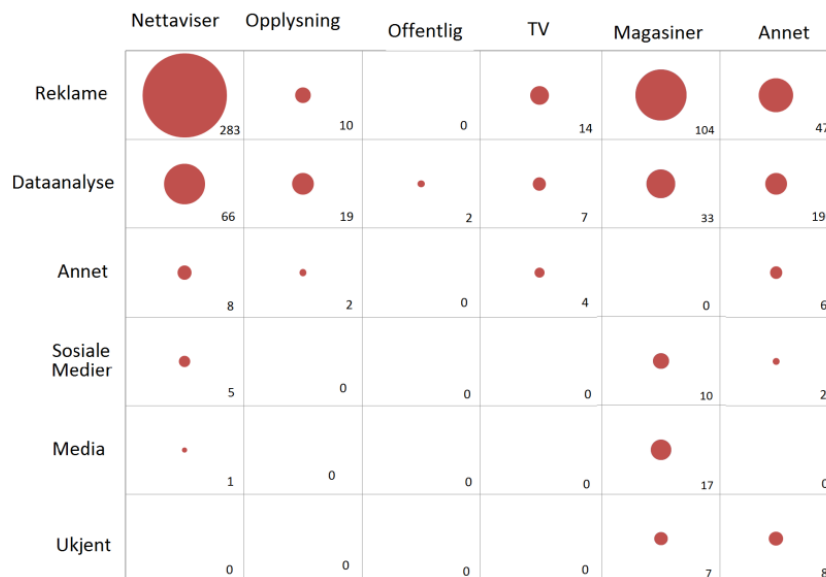 Nettaviser Opplysning Offentlig TV Magasiner Annet
Reklame 283 10 0 14 104 47
Dataanalyse 66 19 2 7 33 19
Annet 8 2 0 4 0 6
Sosiale
Medier 5 0 0 0 10 2
Media 1 0 0 0 17 0
Ukjent 0 0 0 0 7 8